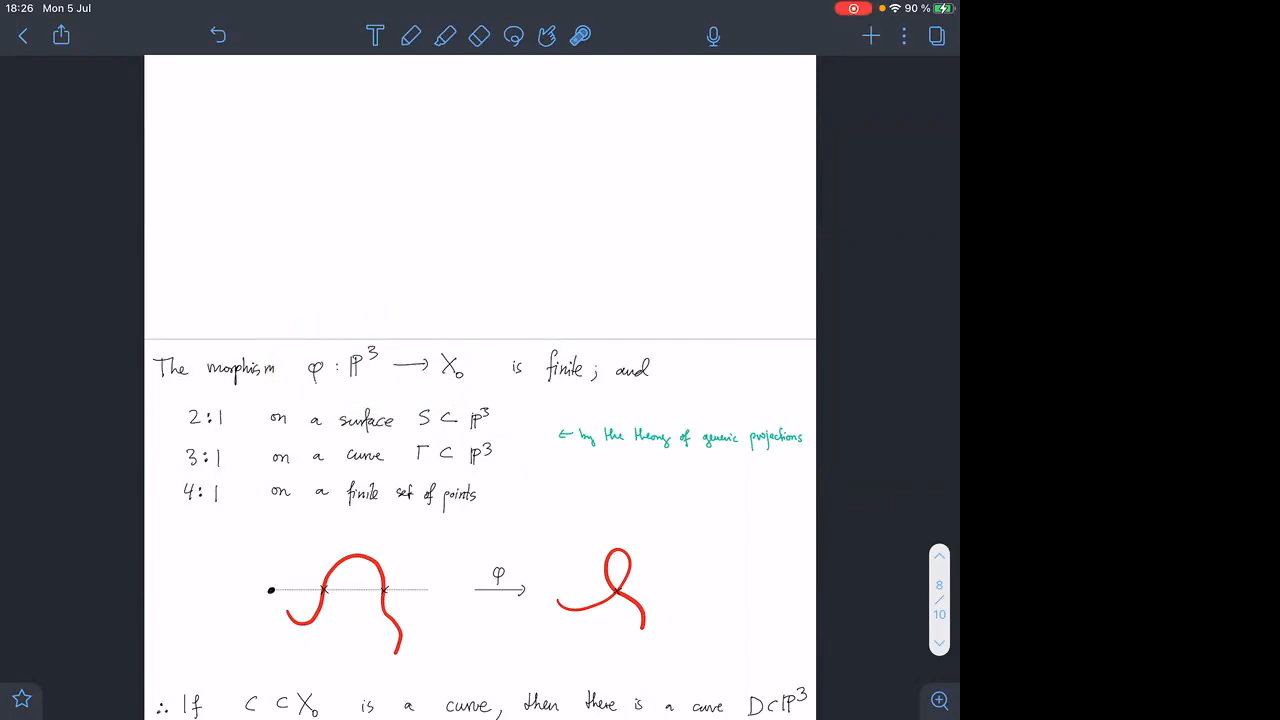 18:26 Mon 5 Jul
90 %
T
The morphism φ : ℙ³ ⟶ X₀ is finite; and
2:1 on a surface S ⊂ ℙ³
← by the theory of generic projections
3:1 on a curve Γ ⊂ ℙ³
4:1 on a finite set of points
φ
8
/
10
∴ If C ⊂ X₀ is a curve, then there is a curve D⊂ℙ³